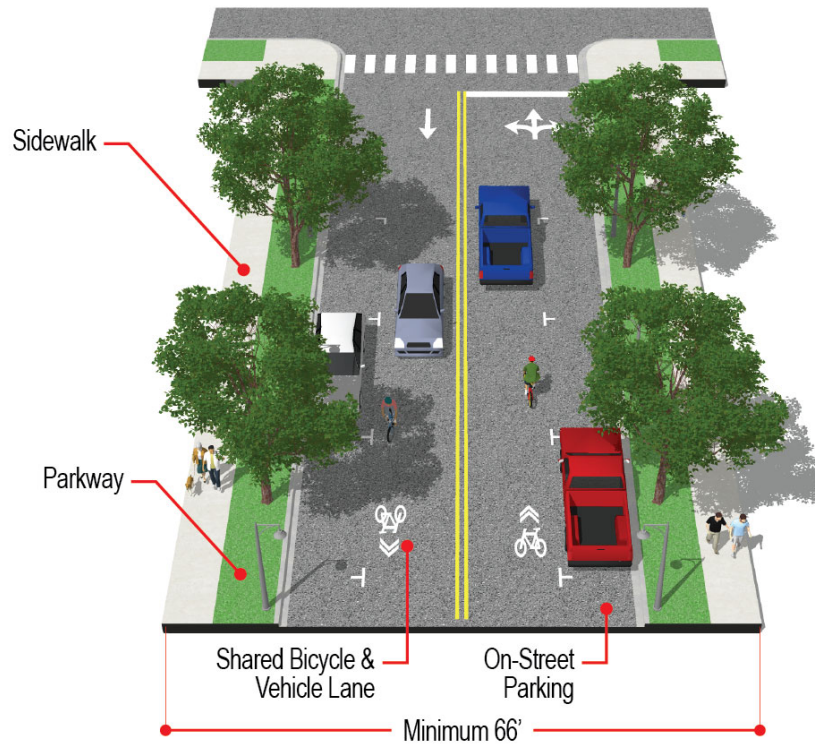 Sidewalk
Parkway
Shared Bicycle &
Vehicle Lane
On-Street
Parking
Minimum 66'